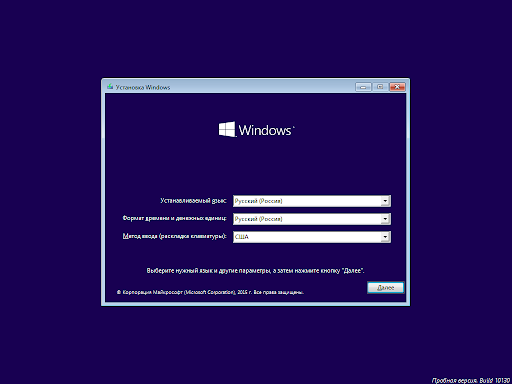 Установка Windows
Windows
Устанавливаемый язык: Русский (Россия)
Формат времени и денежных единиц: Русский (Россия)
Метод ввода (раскладка клавиатуры): США
Выберите нужный язык и другие параметры, а затем нажмите кнопку "Далее".
© Корпорация Майкрософт (Microsoft Corporation), 2015 г. Все права защищены.
Далее
Пробная версия. Build 10130